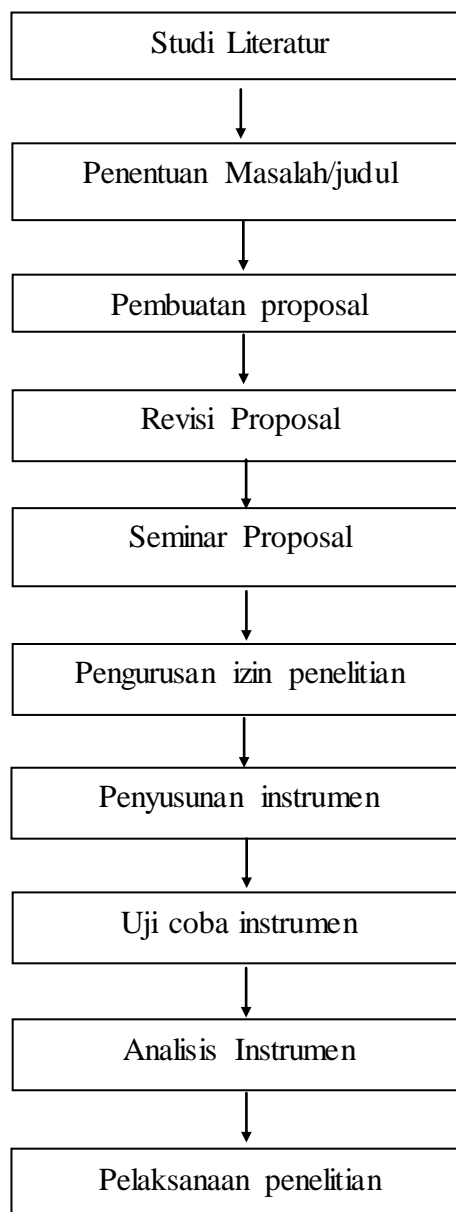 Studi Literatur
Penentuan Masalah/judul
Pembuatan proposal
Revisi Proposal
Seminar Proposal
Pengurusan izin penelitian
Penyusunan instrumen
Uji coba instrumen
Analisis Instrumen
Pelaksanaan penelitian